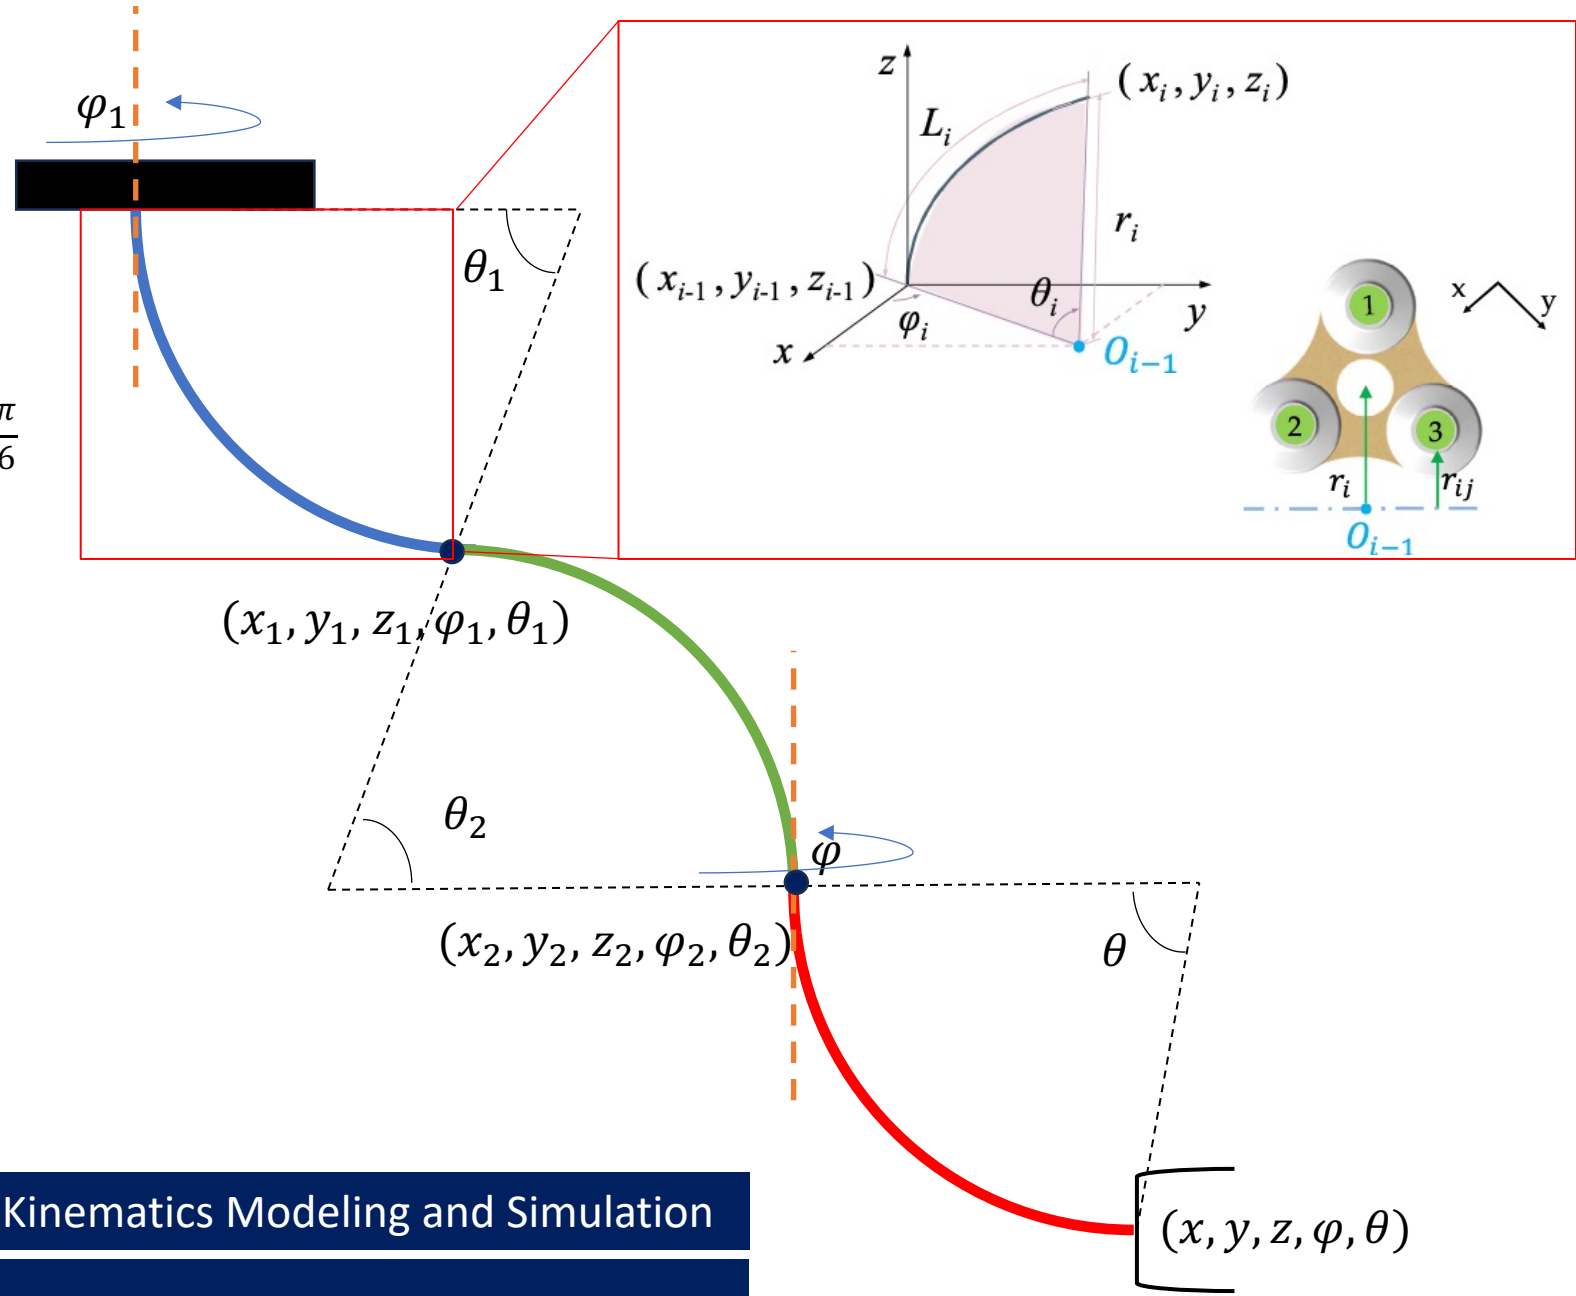 φ₁
z
(xᵢ, yᵢ, zᵢ)
Lᵢ
rᵢ
θ₁
(xᵢ₋₁, yᵢ₋₁, zᵢ₋₁)
θᵢ
φᵢ
y
x
Oᵢ₋₁
x
y
1
2
3
rᵢ
rᵢⱼ
Oᵢ₋₁
π
6
(x₁, y₁, z₁, φ₁, θ₁)
θ₂
φ
(x₂, y₂, z₂, φ₂, θ₂)
θ
Kinematics Modeling and Simulation
(x, y, z, φ, θ)